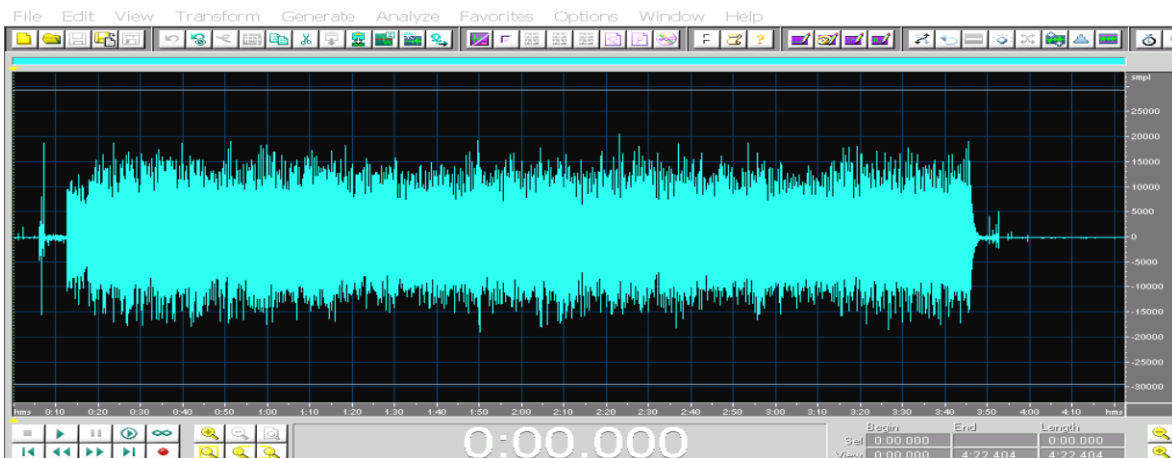 File Edit View Transform Generate Analyze Favorites Options Window Help
smpl
25000
20000
15000
10000
5000
0
-5000
-10000
-15000
-20000
-25000
-30000
hms 0:10 0:20 0:30 0:40 0:50 1:00 1:10 1:20 1:30 1:40 1:50 2:00 2:10 2:20 2:30 2:40 2:50 3:00 3:10 3:20 3:30 3:40 3:50 4:00 4:10 hms
0:00.000
Begin End Length
Sel 0:00.000 0:00.000
View 0:00.000 4:22.404 4:22.404